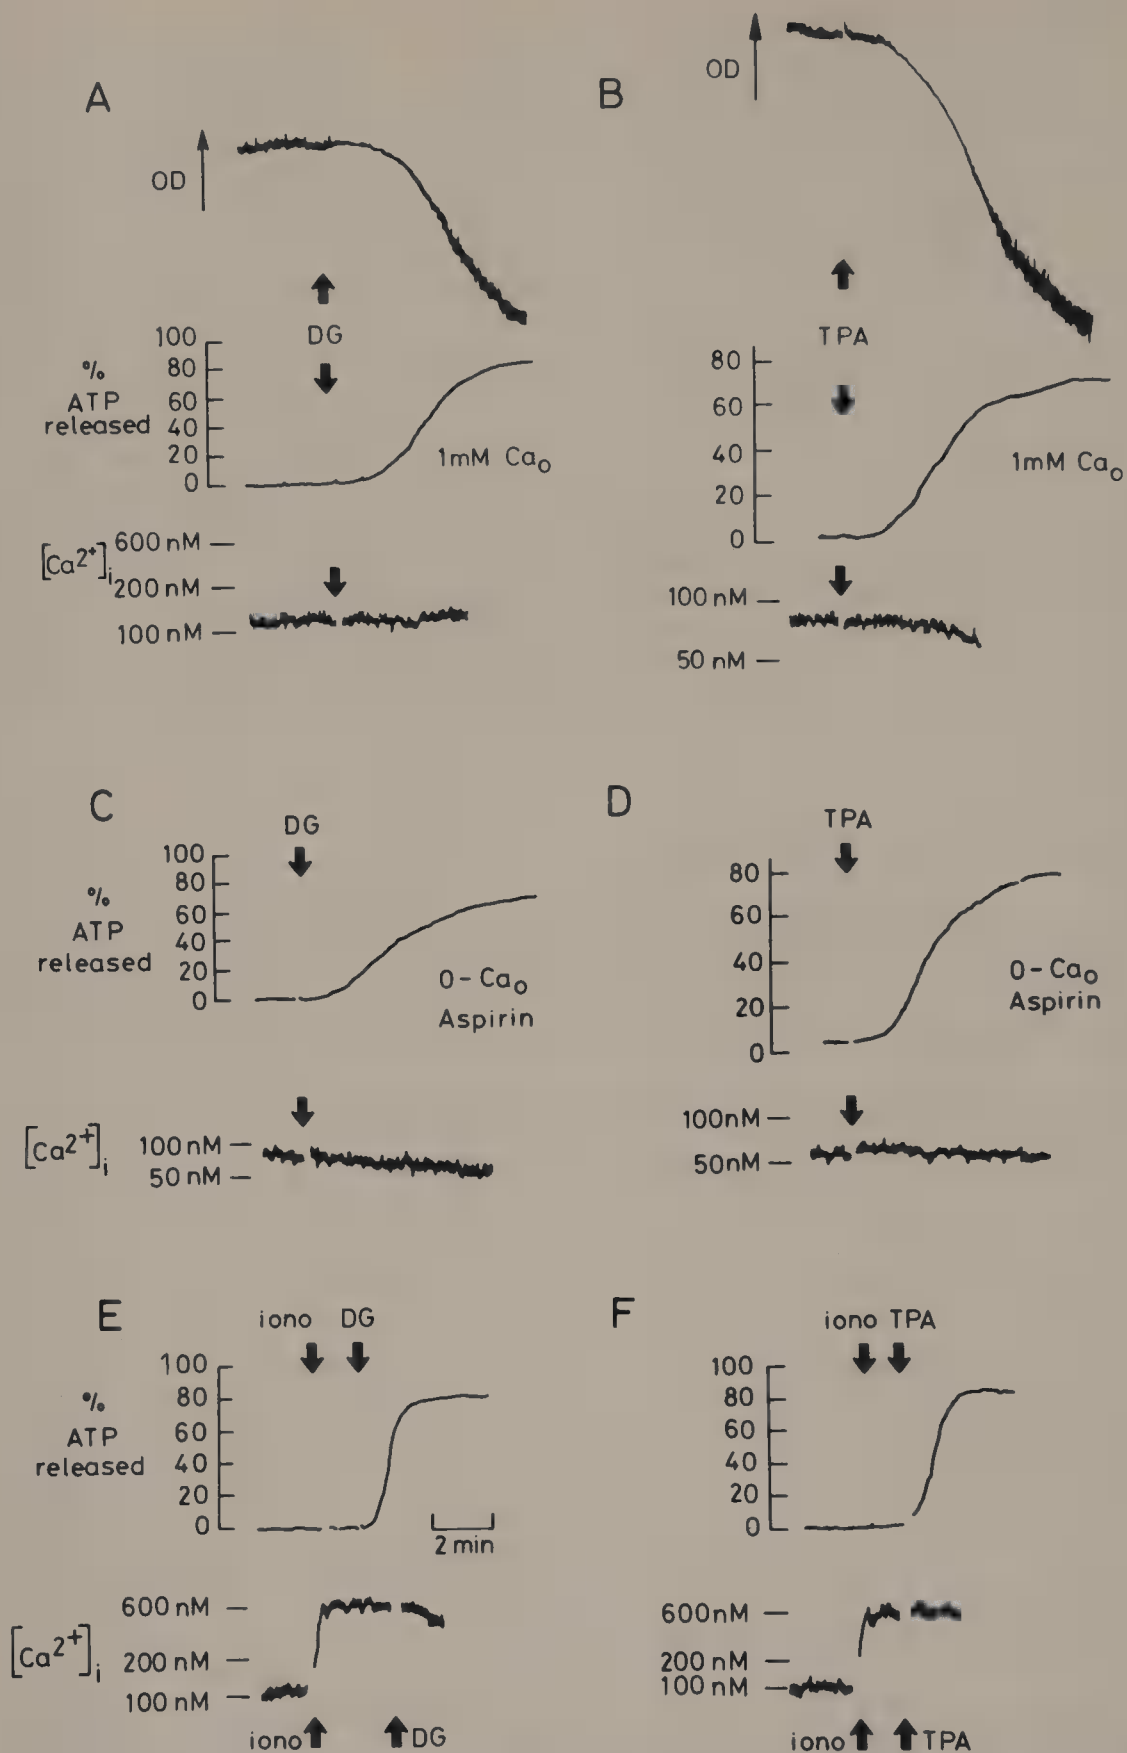 A
OD
DG
100
80
60
40
20
0
%
ATP
released
1mM Cao
[Ca2+]i
600 nM
200 nM
100 nM
B
OD
TPA
80
60
40
20
0
1mM Cao
100 nM
50 nM
C
DG
100
80
60
40
20
0
%
ATP
released
0-Cao
Aspirin
[Ca2+]i
100 nM
50 nM
D
TPA
80
60
40
20
0
0-Cao
Aspirin
100nM
50nM
E
iono DG
100
80
60
40
20
0
%
ATP
released
2 min
[Ca2+]i
600 nM
200 nM
100 nM
iono DG
F
iono TPA
100
80
60
40
20
0
600nM
200 nM
100 nM
iono TPA